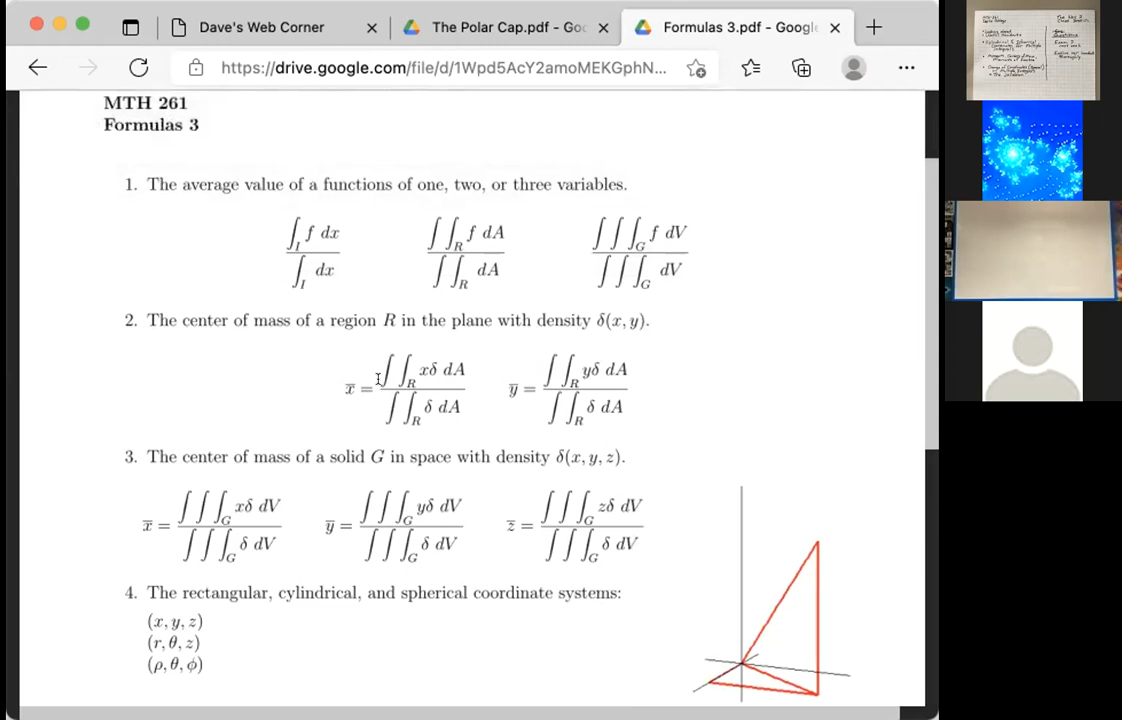 Dave's Web Corner
The Polar Cap.pdf - Goo
Formulas 3.pdf - Google
https://drive.google.com/file/d/1Wpd5AcY2amoMEKGphN...
MTH 261
Formulas 3
1. The average value of a functions of one, two, or three variables.
∫_I f dx / ∫_I dx   ∫∫_R f dA / ∫∫_R dA   ∫∫∫_G f dV / ∫∫∫_G dV
2. The center of mass of a region R in the plane with density δ(x, y).
x̄ = ∫∫_R xδ dA / ∫∫_R δ dA   ȳ = ∫∫_R yδ dA / ∫∫_R δ dA
3. The center of mass of a solid G in space with density δ(x, y, z).
x̄ = ∫∫∫_G xδ dV / ∫∫∫_G δ dV   ȳ = ∫∫∫_G yδ dV / ∫∫∫_G δ dV   z̄ = ∫∫∫_G zδ dV / ∫∫∫_G δ dV
4. The rectangular, cylindrical, and spherical coordinate systems:
(x, y, z)
(r, θ, z)
(ρ, θ, ϕ)